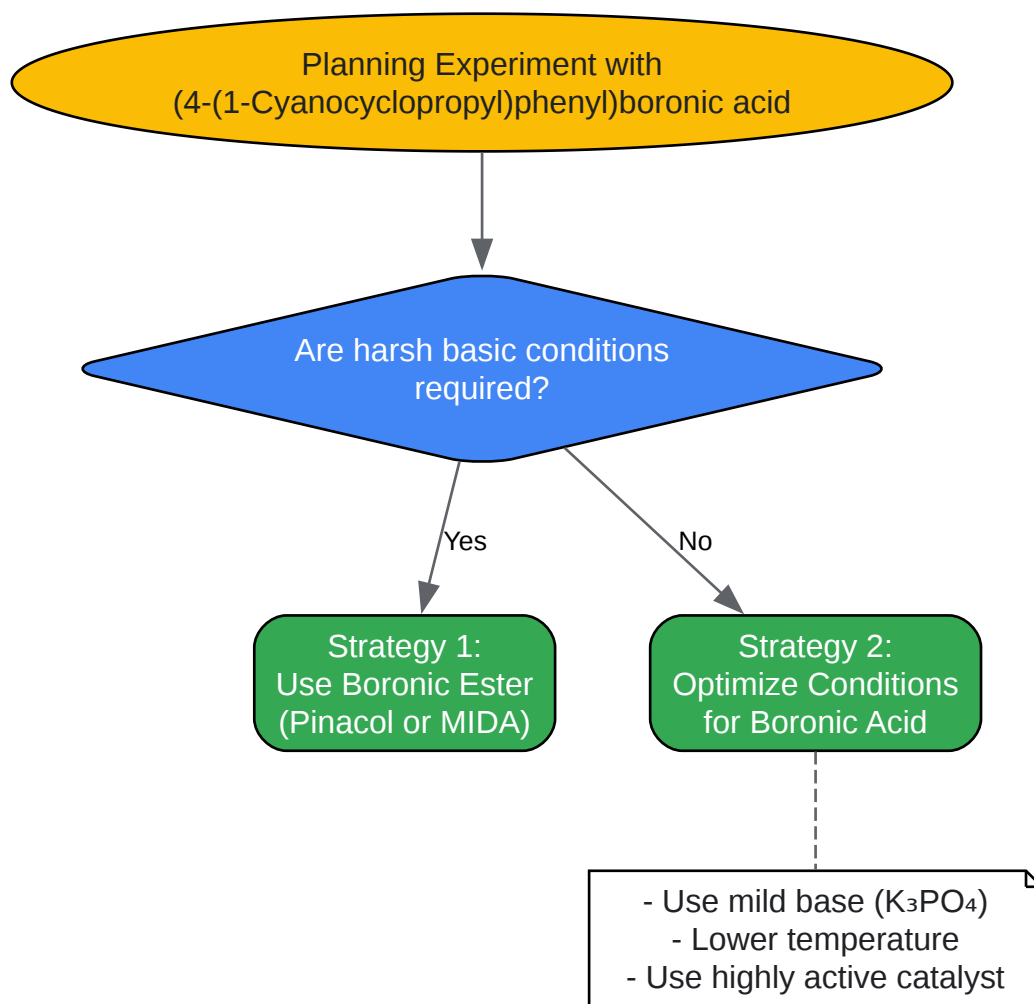 Planning Experiment with
(4-(1-Cyanocyclopropyl)phenyl)boronic acid
Are harsh basic conditions
required?
Yes
No
Strategy 1:
Use Boronic Ester
(Pinacol or MIDA)
Strategy 2:
Optimize Conditions
for Boronic Acid
- Use mild base (K₃PO₄)
- Lower temperature
- Use highly active catalyst